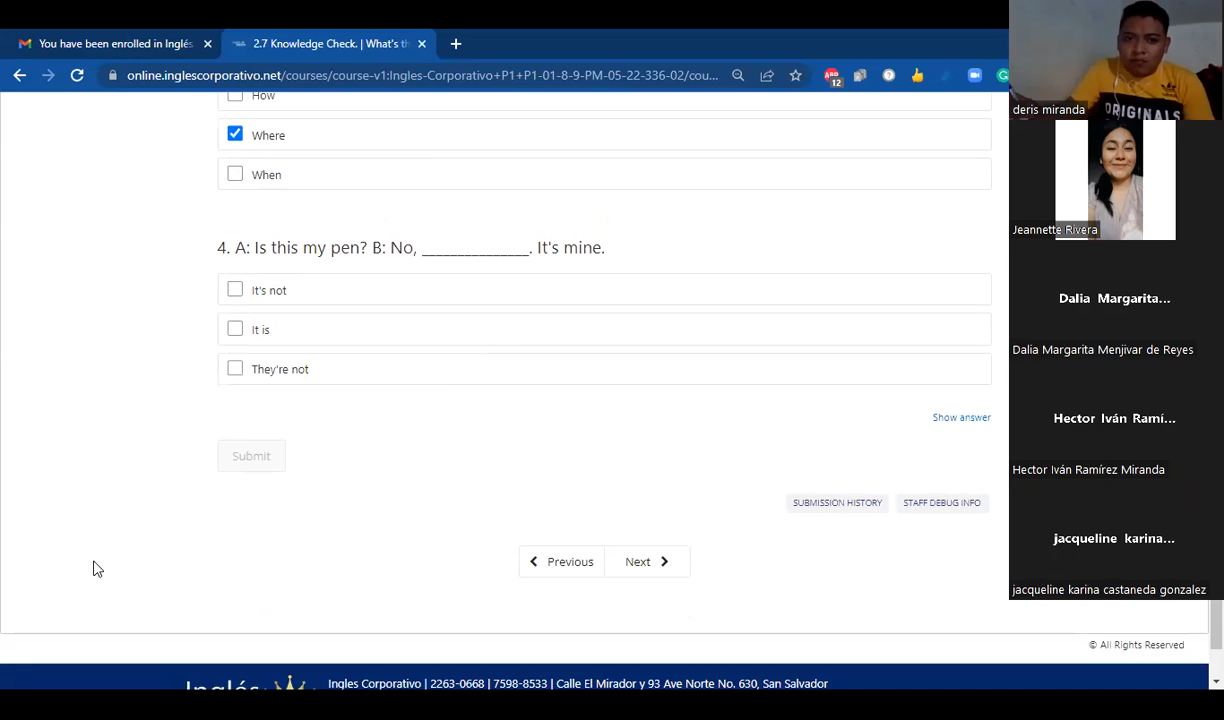 You have been enrolled in Inglés
2.7 Knowledge Check. | What's th
online.inglescorporativo.net/courses/course-v1:Ingles-Corporativo+P1+P1-01-8-9-PM-05-22-336-02/cou...
12
How
Where
When
4. A: Is this my pen? B: No, _______________. It's mine.
It's not
It is
They're not
Show answer
Submit
SUBMISSION HISTORY
STAFF DEBUG INFO
Previous
Next
© All Rights Reserved
Inglés
Ingles Corporativo | 2263-0668 | 7598-8533 | Calle El Mirador y 93 Ave Norte No. 630, San Salvador
ORIGINALS
deris miranda
Jeannette Rivera
Dalia Margarita...
Dalia Margarita Menjivar de Reyes
Hector Iván Ramí...
Hector Iván Ramírez Miranda
jacqueline karina...
jacqueline karina castaneda gonzalez